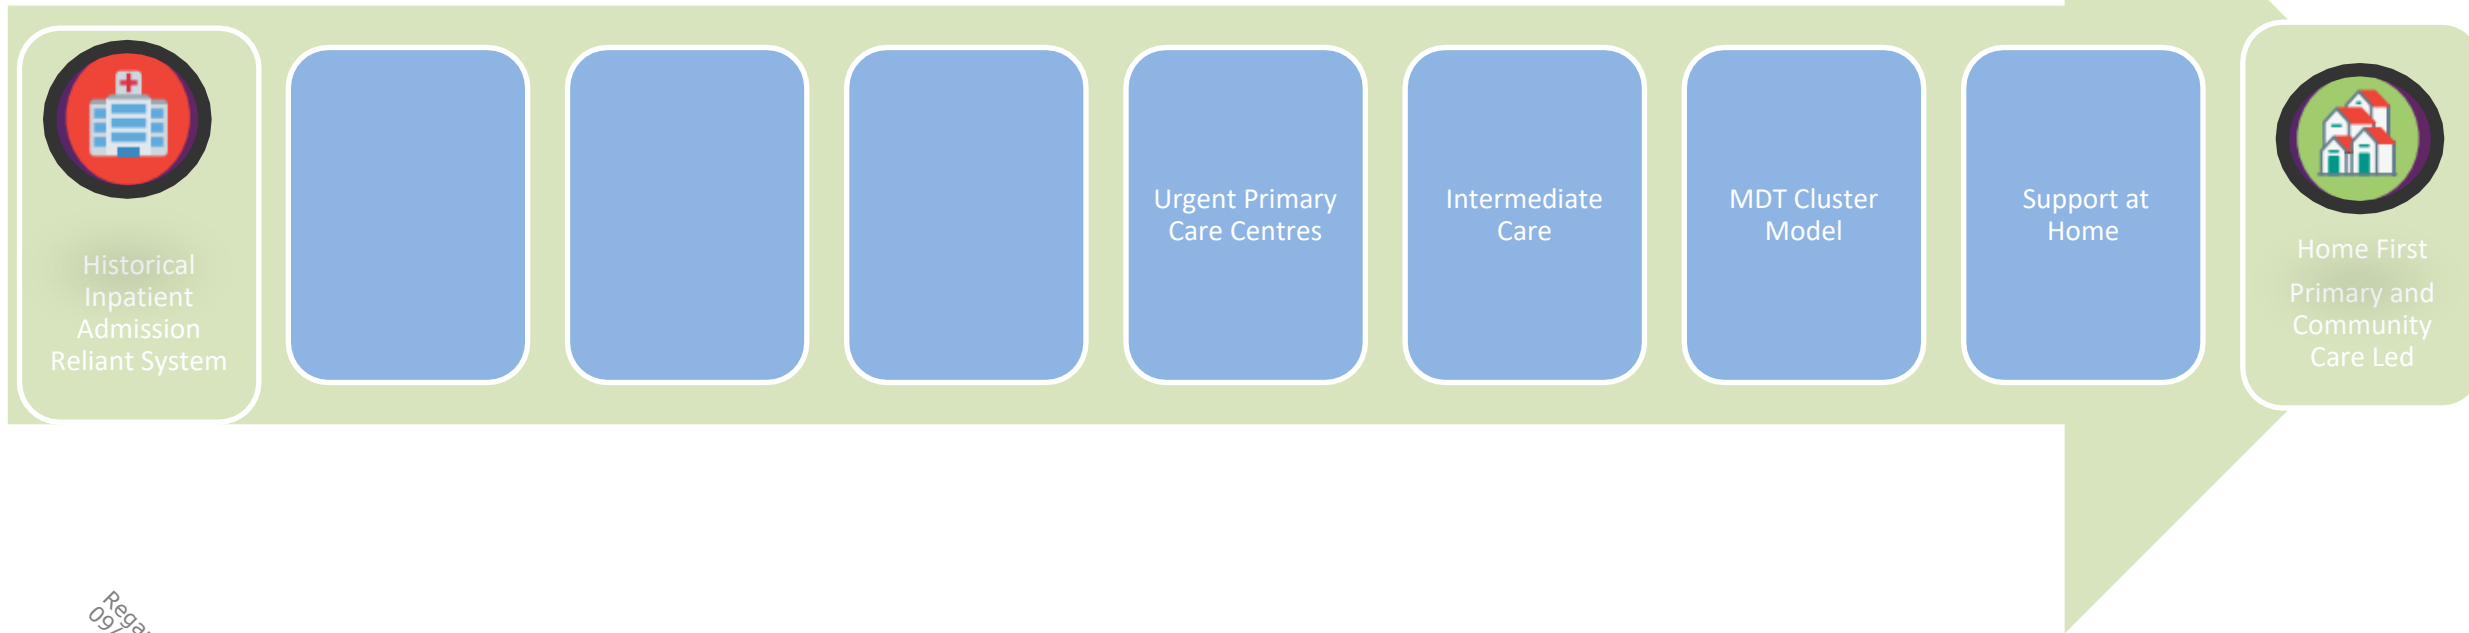 Historical
Inpatient
Admission
Reliant System
Urgent Primary
Care Centres
Intermediate
Care
MDT Cluster
Model
Support at
Home
Home First
Primary and
Community
Care Led